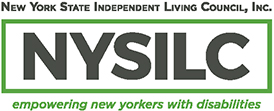 New York State Independent Living Council, Inc.
NYSILC
empowering new yorkers with disabilities